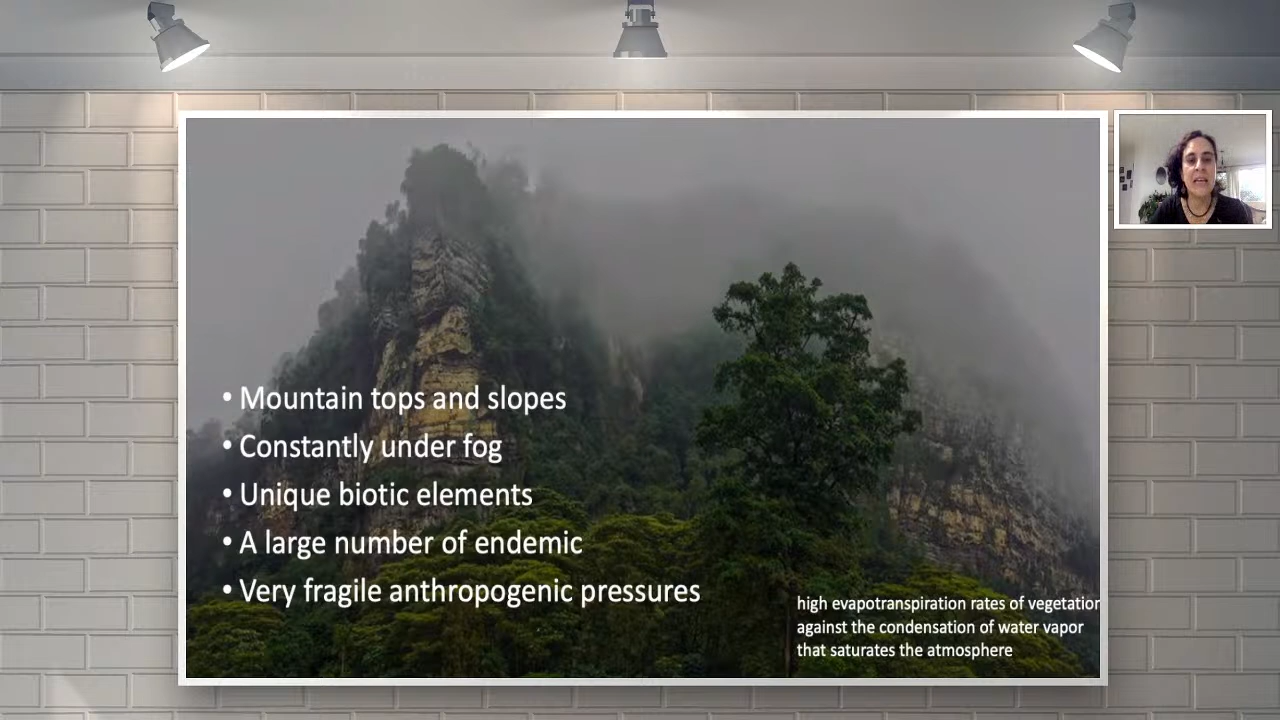 • Mountain tops and slopes
• Constantly under fog
• Unique biotic elements
• A large number of endemic
• Very fragile anthropogenic pressures
high evapotranspiration rates of vegetation
against the condensation of water vapor
that saturates the atmosphere